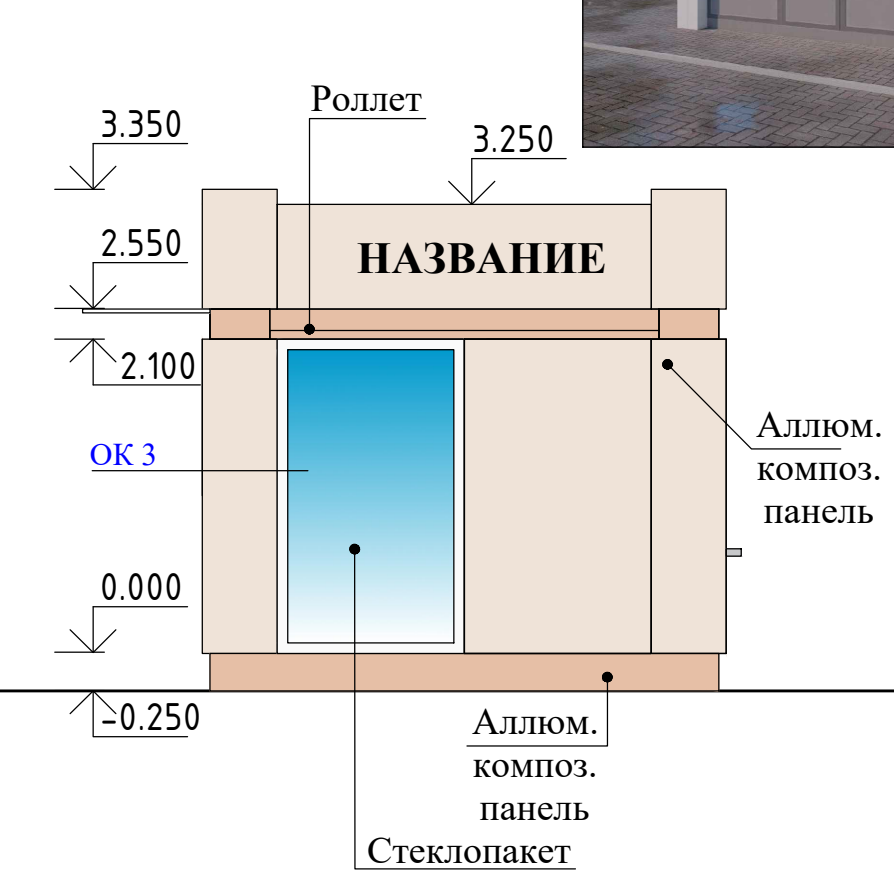 Роллет
3.350
3.250
2.550
НАЗВАНИЕ
2.100
ОК 3
Аллюм.
композ.
панель
0.000
-0.250
Аллюм.
композ.
панель
Стеклопакет